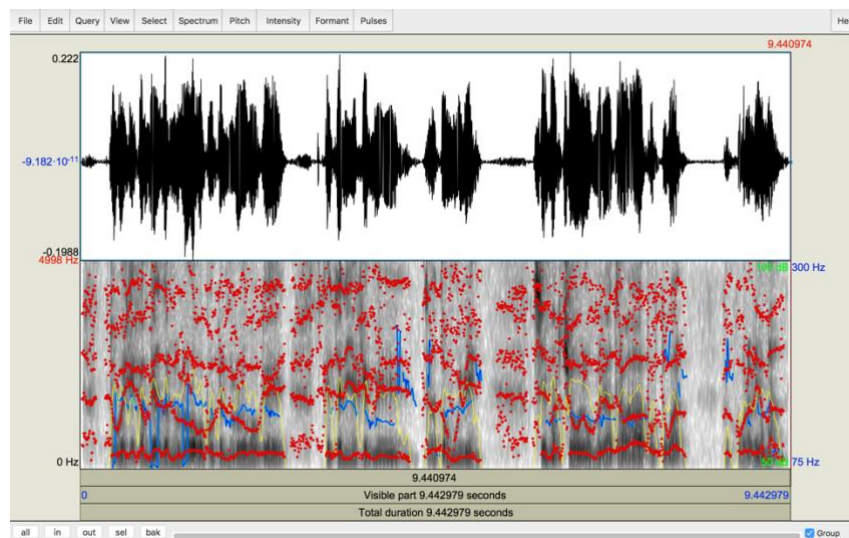 File Edit Query View Select Spectrum Pitch Intensity Formant Pulses He
9.440974
0.222
-9.182·10-11
-0.1988
4998 Hz
300 Hz
0 Hz
75 Hz
9.440974
0 Visible part 9.442979 seconds 9.442979
Total duration 9.442979 seconds
all in out sel bak Group